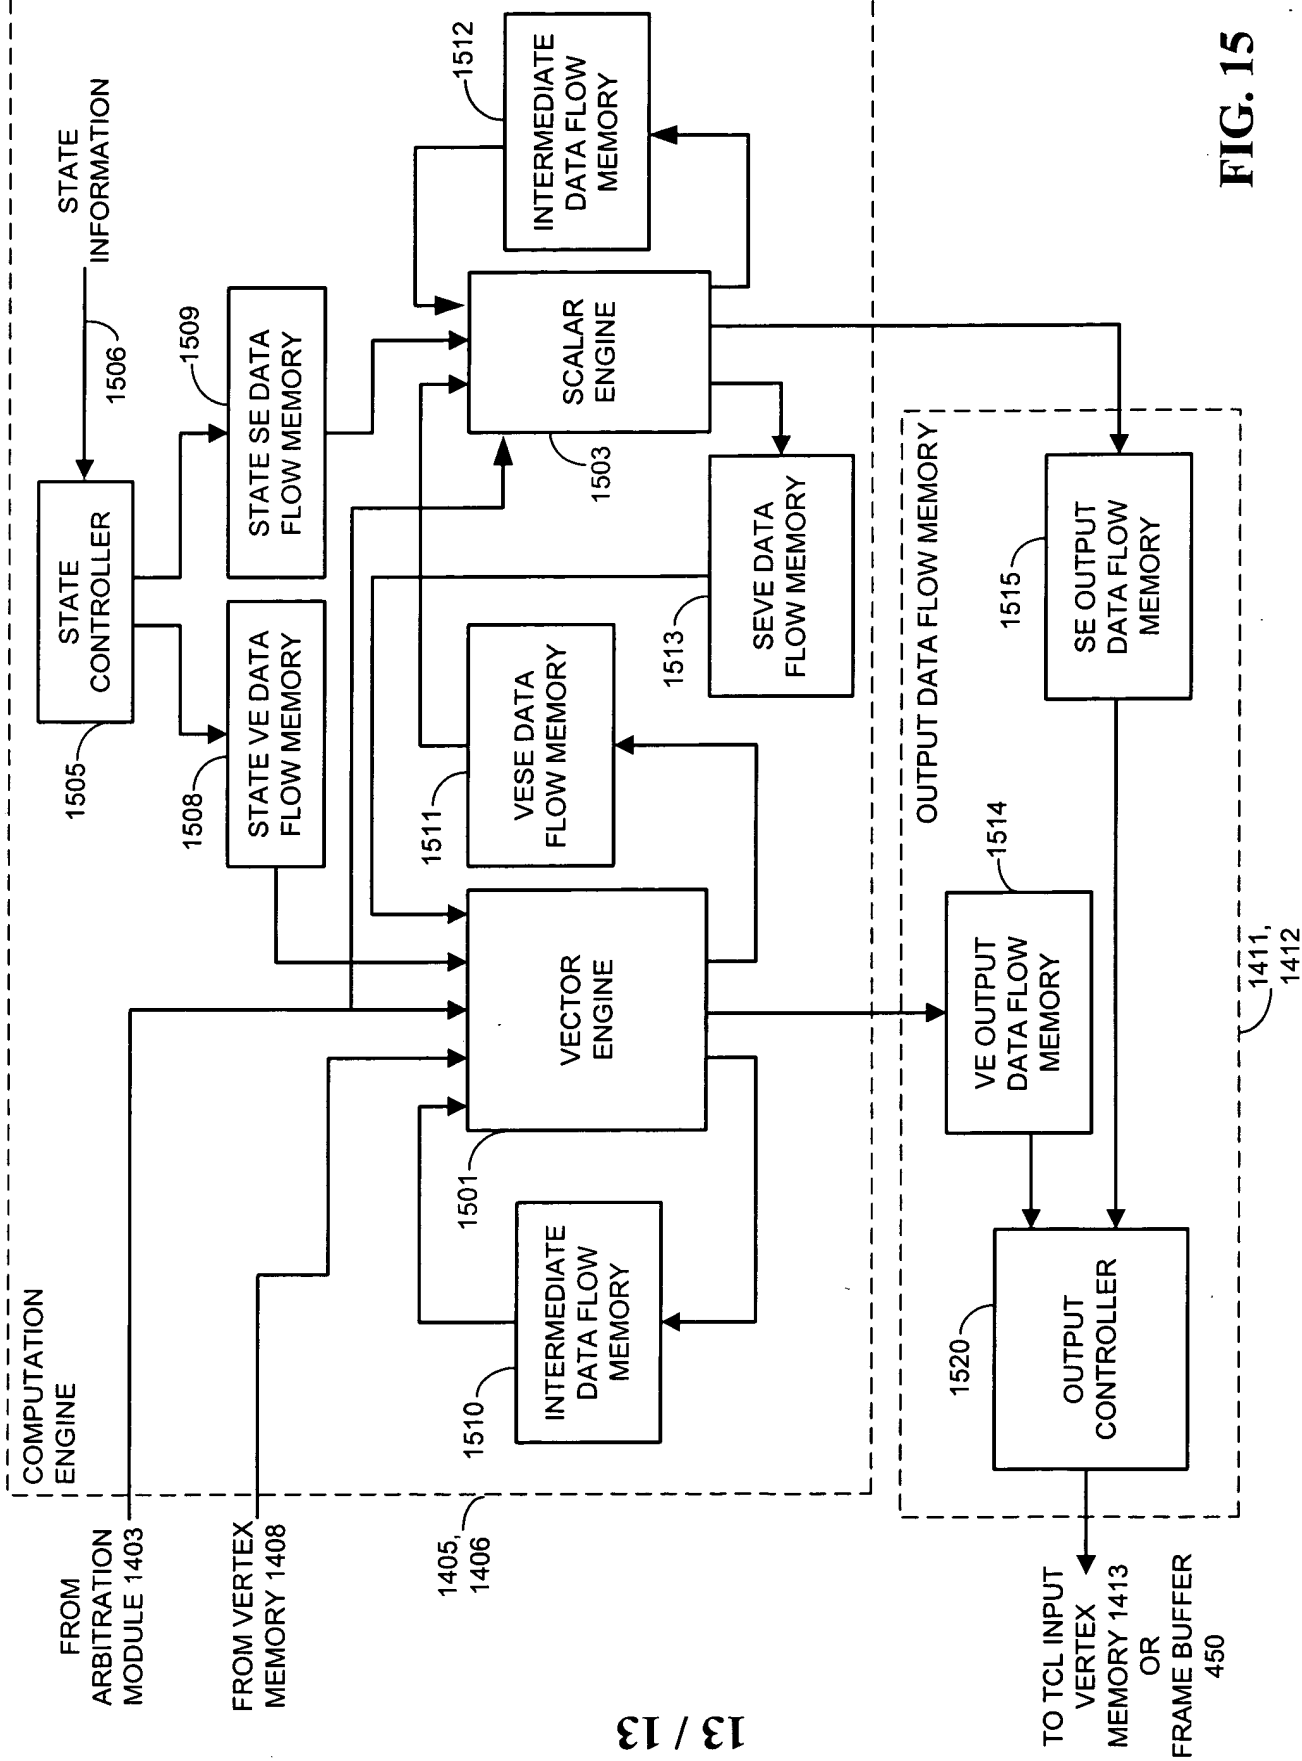 COMPUTATION
ENGINE
FROM
ARBITRATION
MODULE 1403
FROM VERTEX
MEMORY 1408
STATE
INFORMATION
1506
STATE
CONTROLLER
1505
STATE VE DATA
FLOW MEMORY
1508
STATE SE DATA
FLOW MEMORY
1509
INTERMEDIATE
DATA FLOW
MEMORY
1510
VECTOR
ENGINE
1501
VESE DATA
FLOW MEMORY
1511
SCALAR
ENGINE
1503
INTERMEDIATE
DATA FLOW
MEMORY
1512
SEVE DATA
FLOW MEMORY
1513
1405,
1406
OUTPUT DATA FLOW MEMORY
VE OUTPUT
DATA FLOW
MEMORY
1514
SE OUTPUT
DATA FLOW
MEMORY
1515
OUTPUT
CONTROLLER
1520
1411,
1412
TO TCL INPUT
VERTEX
MEMORY 1413
OR
FRAME BUFFER
450
FIG. 15
13 / 13